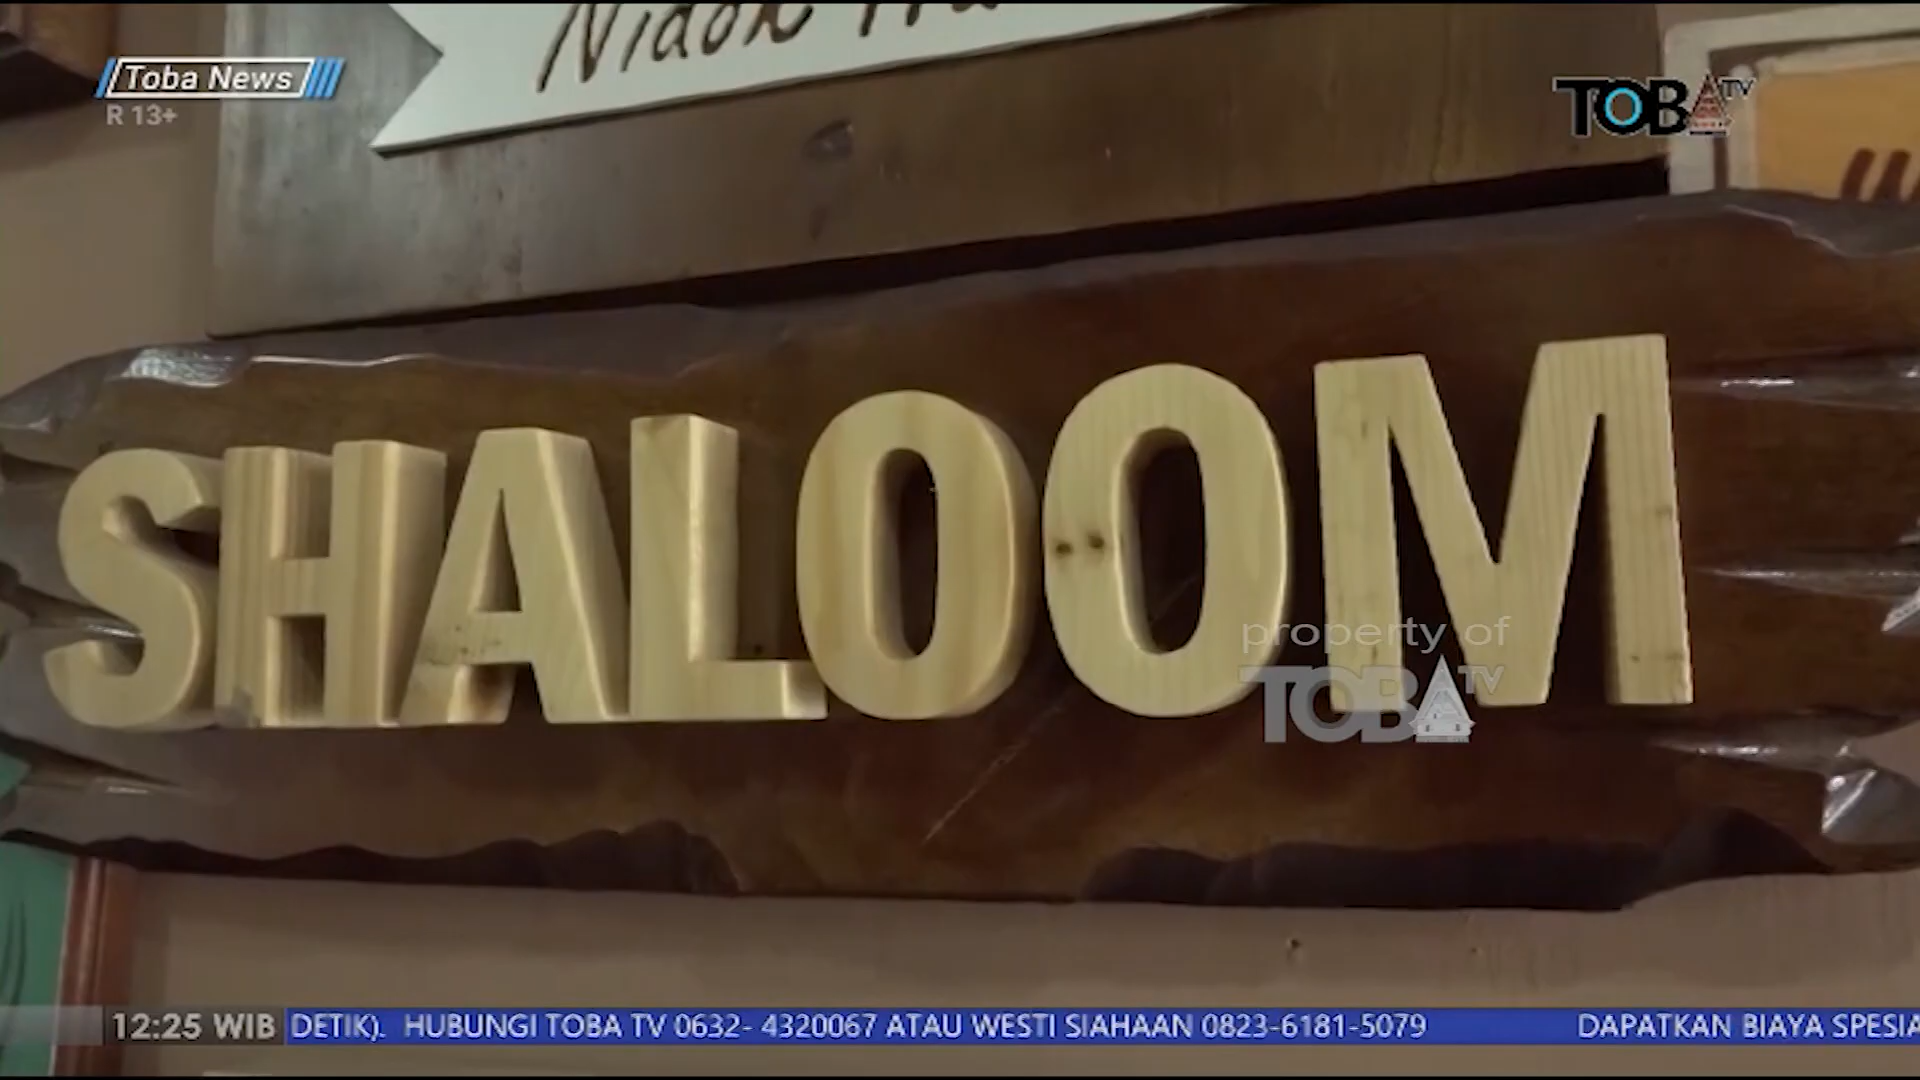 Toba News
R 13+
TOBA TV
SHALOOM
property of
TOBA TV
12:25 WIB
DETIK). HUBUNGI TOBA TV 0632- 4320067 ATAU WESTI SIAHAAN 0823-6181-5079 DAPATKAN BIAYA